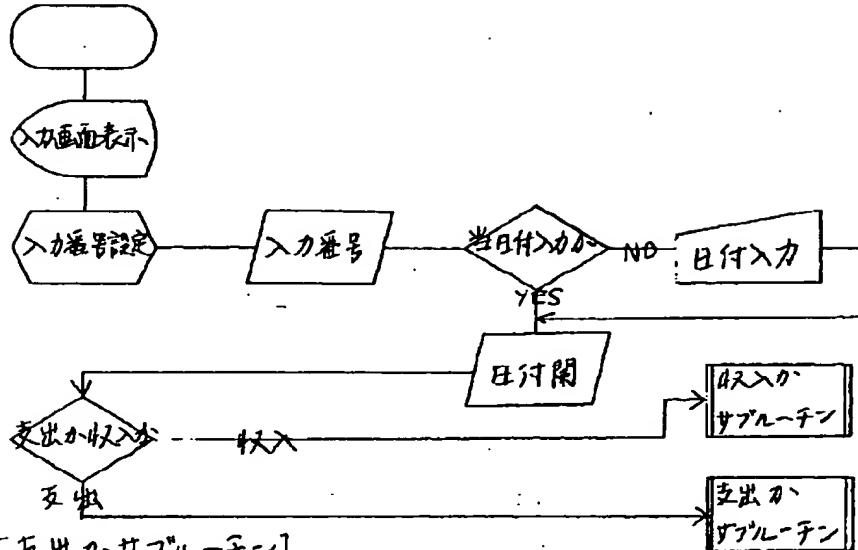 入力画面表示
入力番号設定
入力番号
当日付入力か
NO
日付入力
YES
日付欄
支出か収入か
収入
収入か
サブルーチン
支出
支出か
サブルーチン
[支出かサブルーチン]